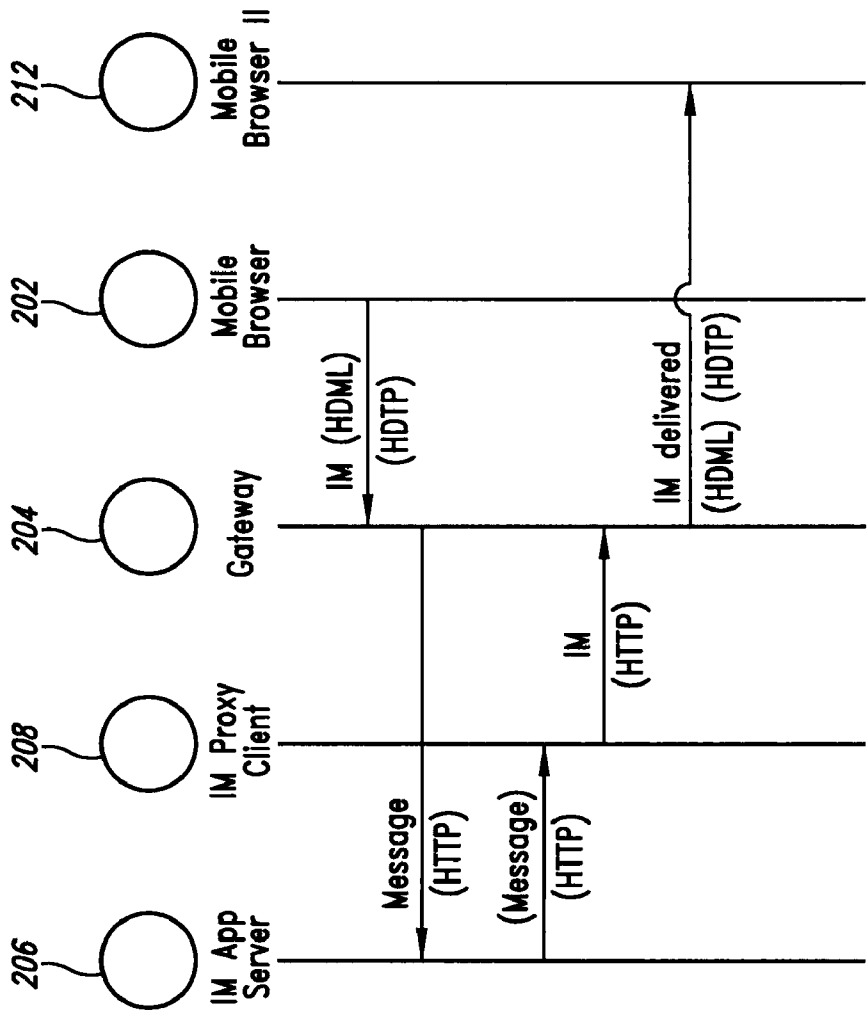 206
208
204
202
212
IM App
Server
IM Proxy
Client
Gateway
Mobile
Browser
Mobile
Browser II
IM (HDML)
(HDTP)
Message
(HTTP)
(Message)
(HTTP)
IM
(HTTP)
IM delivered
(HDML) (HDTP)